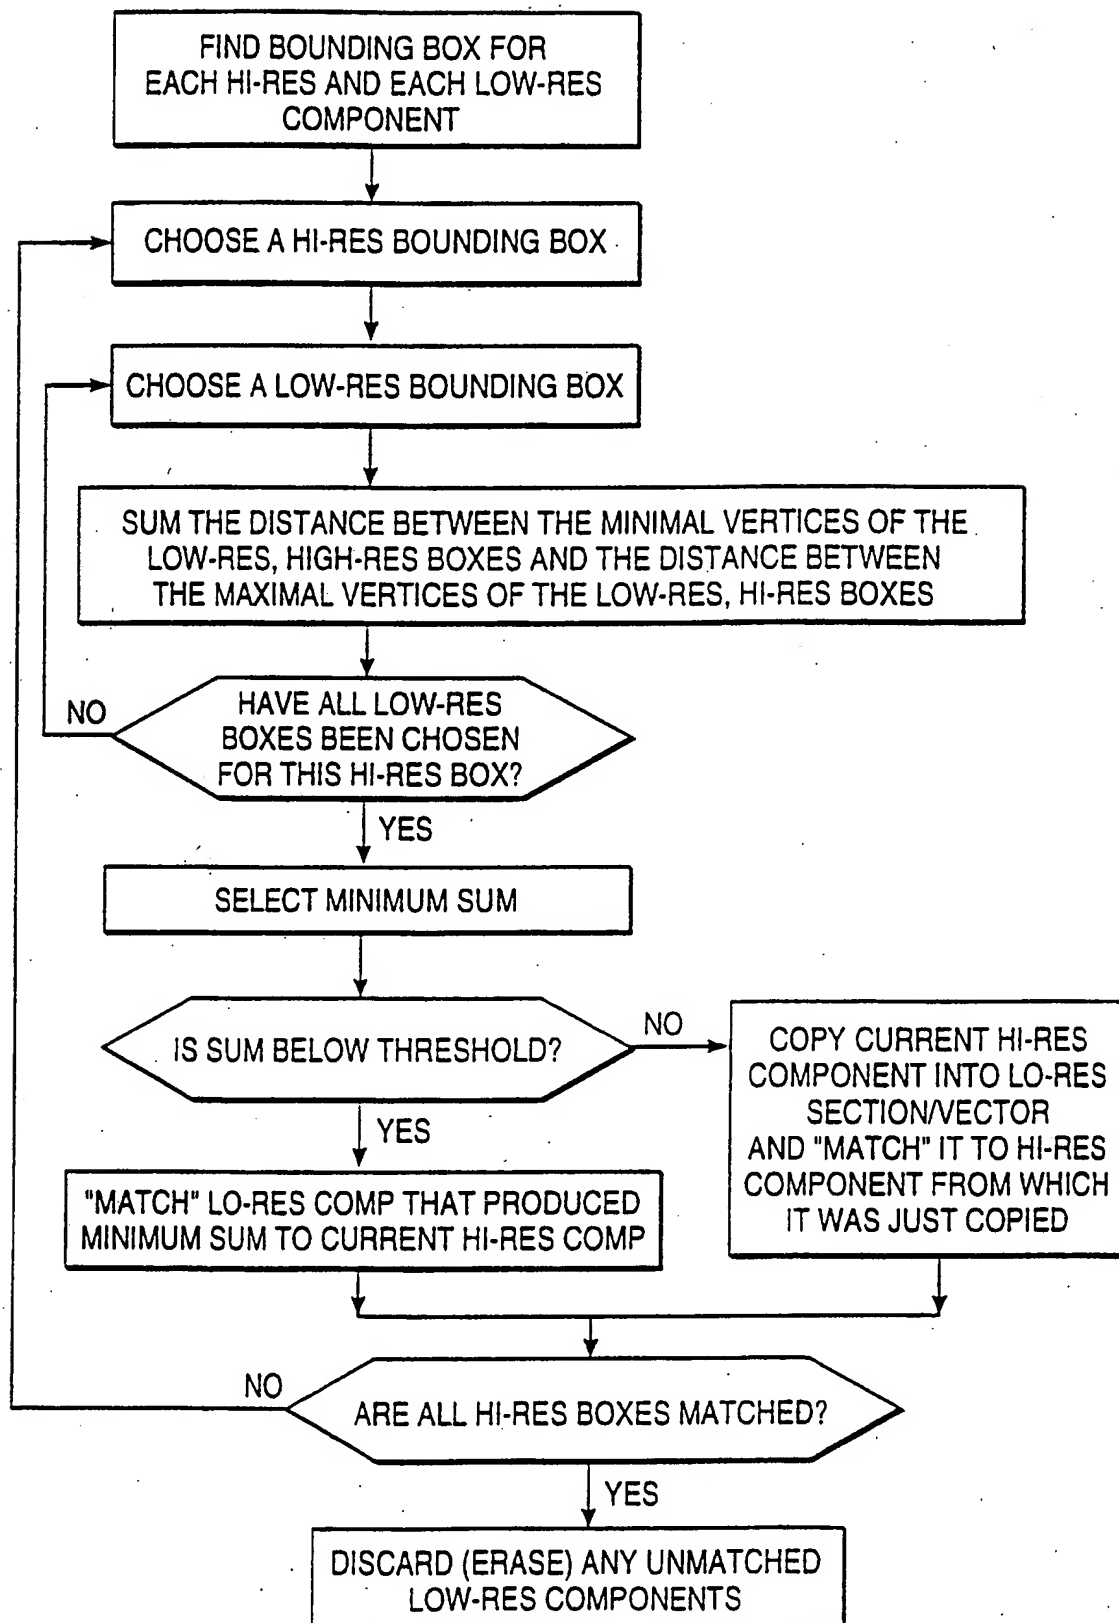 FIND BOUNDING BOX FOR
EACH HI-RES AND EACH LOW-RES
COMPONENT
CHOOSE A HI-RES BOUNDING BOX
CHOOSE A LOW-RES BOUNDING BOX
SUM THE DISTANCE BETWEEN THE MINIMAL VERTICES OF THE
LOW-RES, HIGH-RES BOXES AND THE DISTANCE BETWEEN
THE MAXIMAL VERTICES OF THE LOW-RES, HI-RES BOXES
NO
HAVE ALL LOW-RES
BOXES BEEN CHOSEN
FOR THIS HI-RES BOX?
YES
SELECT MINIMUM SUM
IS SUM BELOW THRESHOLD?
NO
COPY CURRENT HI-RES
COMPONENT INTO LO-RES
SECTION/VECTOR
AND "MATCH" IT TO HI-RES
COMPONENT FROM WHICH
IT WAS JUST COPIED
YES
"MATCH" LO-RES COMP THAT PRODUCED
MINIMUM SUM TO CURRENT HI-RES COMP
NO
ARE ALL HI-RES BOXES MATCHED?
YES
DISCARD (ERASE) ANY UNMATCHED
LOW-RES COMPONENTS